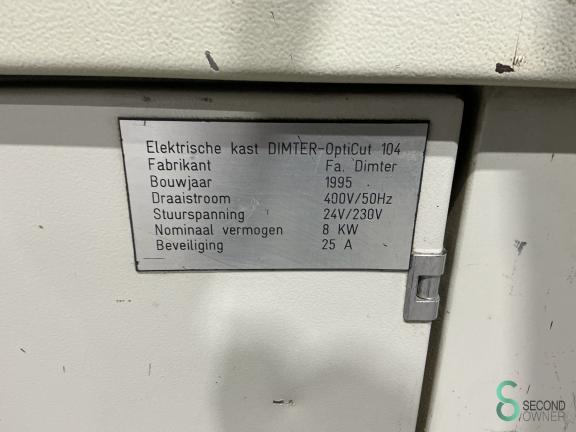 Elektrische kast DIMTER-OptiCut 104
Fabrikant Fa. Dimter
Bouwjaar 1995
Draaistroom 400V/50Hz
Stuurspanning 24V/230V
Nominaal vermogen 8 KW
Beveiliging 25 A
SECOND
OWNER